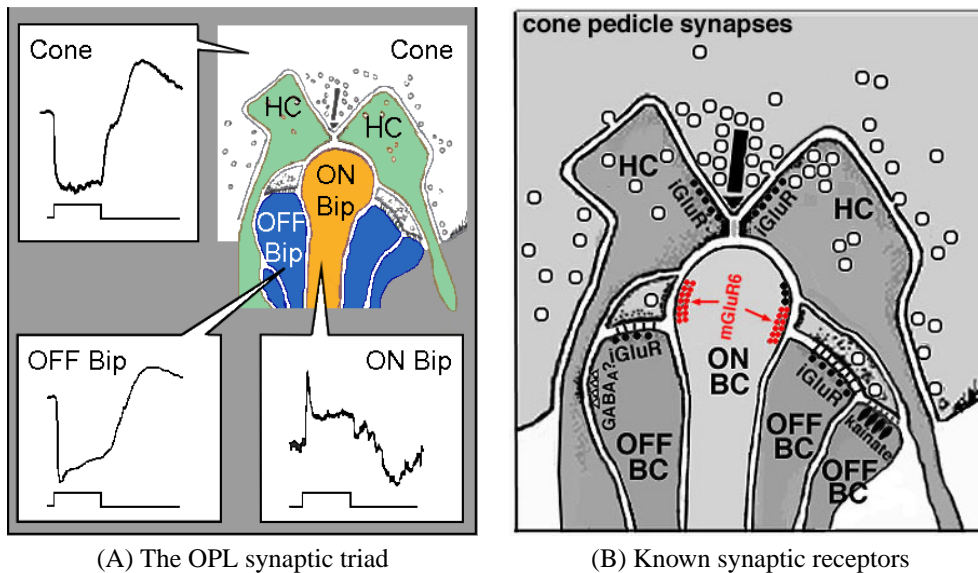 Cone
Cone
HC
HC
ON
Bip
OFF
Bip
OFF Bip
ON Bip
(A) The OPL synaptic triad
cone pedicle synapses
HC
HC
iGluR
iGluR
mGluR6
ON
BC
iGluR
GABAA?
iGluR
kainate
OFF
BC
OFF
BC
OFF
BC
(B) Known synaptic receptors